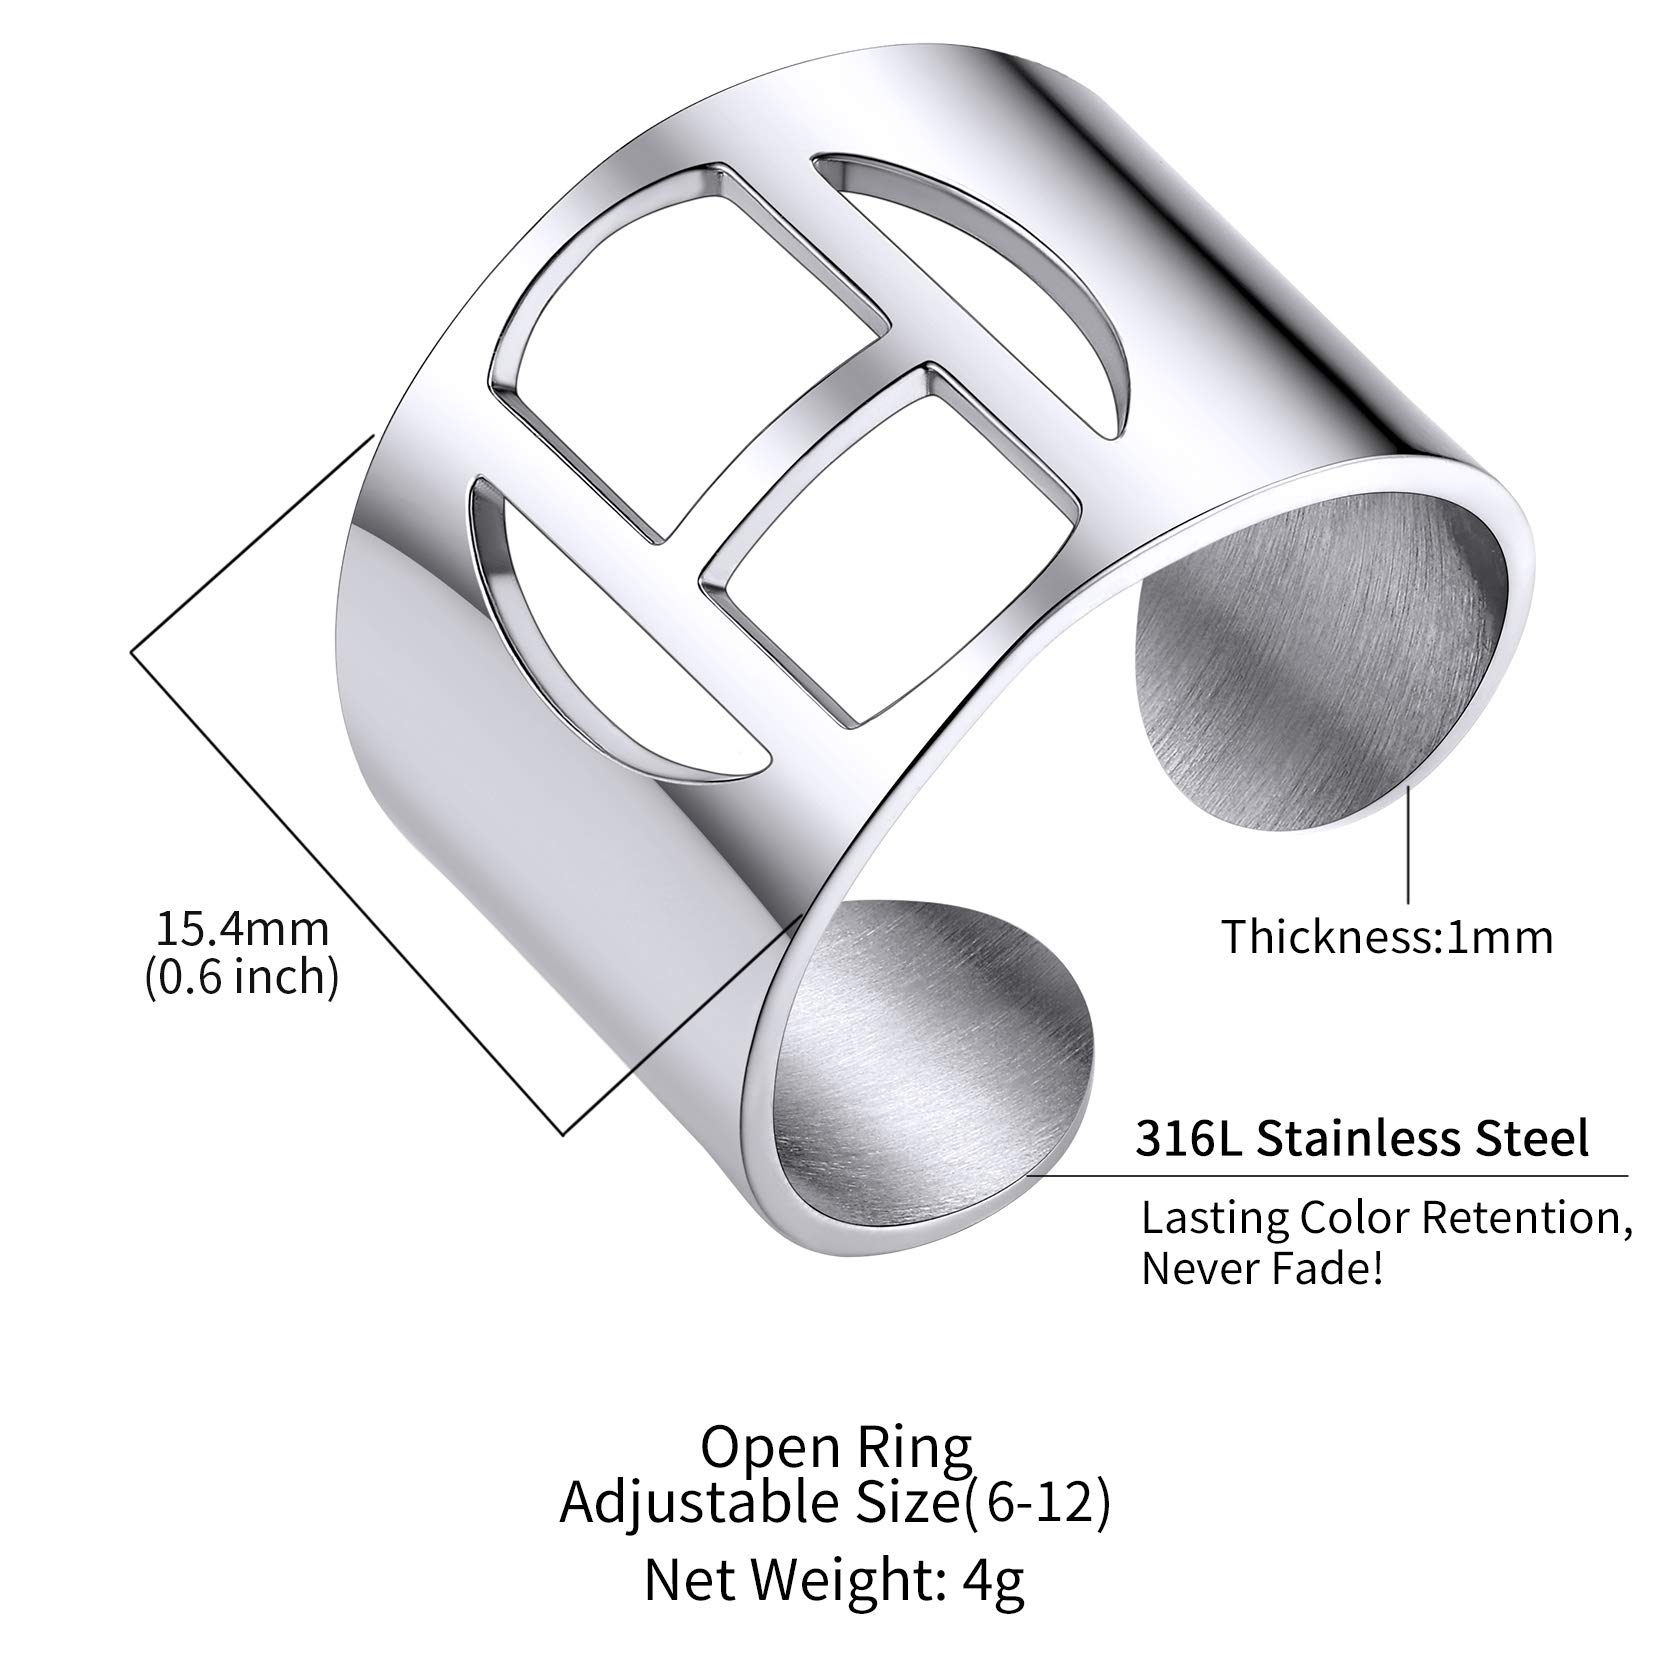 15.4mm
(0.6 inch)
Thickness:1mm
316L Stainless Steel
Lasting Color Retention,
Never Fade!
Open Ring
Adjustable Size(6-12)
Net Weight: 4g